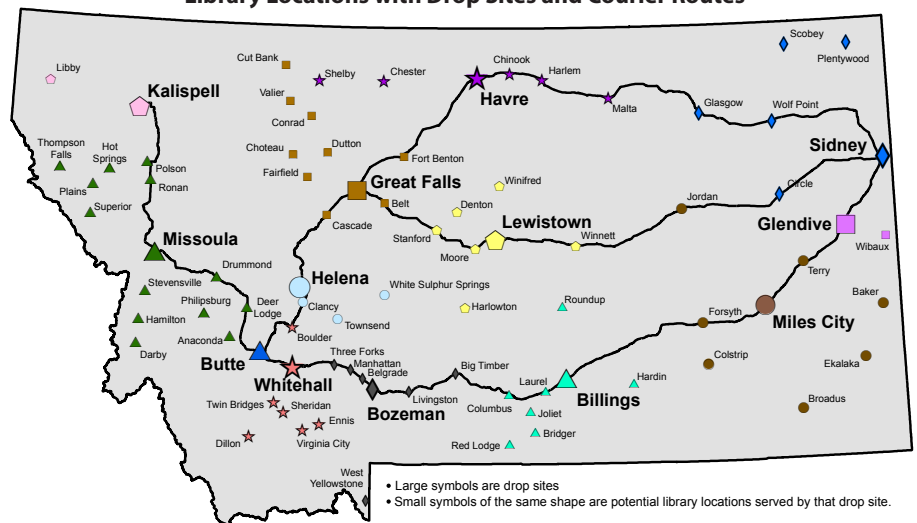 Library Locations with Drop Sites and Courier Routes
Scobey
Plentywood
Cut Bank
Shelby
Chester
Chinook
Harlem
Libby
Kalispell
Havre
Valier
Malta
Glasgow
Wolf Point
Conrad
Thompson
Falls
Hot
Springs
Choteau
Dutton
Fort Benton
Sidney
Polson
Fairfield
Great Falls
Winifred
Circle
Plains
Ronan
Belt
Denton
Jordan
Superior
Cascade
Lewistown
Glendive
Missoula
Stanford
Moore
Winnett
Wibaux
Drummond
Helena
Terry
Stevensville
White Sulphur Springs
Philipsburg
Deer
Lodge
Clancy
Harlowton
Roundup
Forsyth
Miles City
Baker
Hamilton
Townsend
Anaconda
Boulder
Darby
Butte
Three Forks
Manhattan
Belgrade
Big Timber
Colstrip
Ekalaka
Whitehall
Laurel
Hardin
Livingston
Bozeman
Columbus
Billings
Twin Bridges
Sheridan
Joliet
Broadus
Ennis
Virginia City
Dillon
Bridger
Red Lodge
West
Yellowstone
• Large symbols are drop sites
• Small symbols of the same shape are potential library locations served by that drop site.